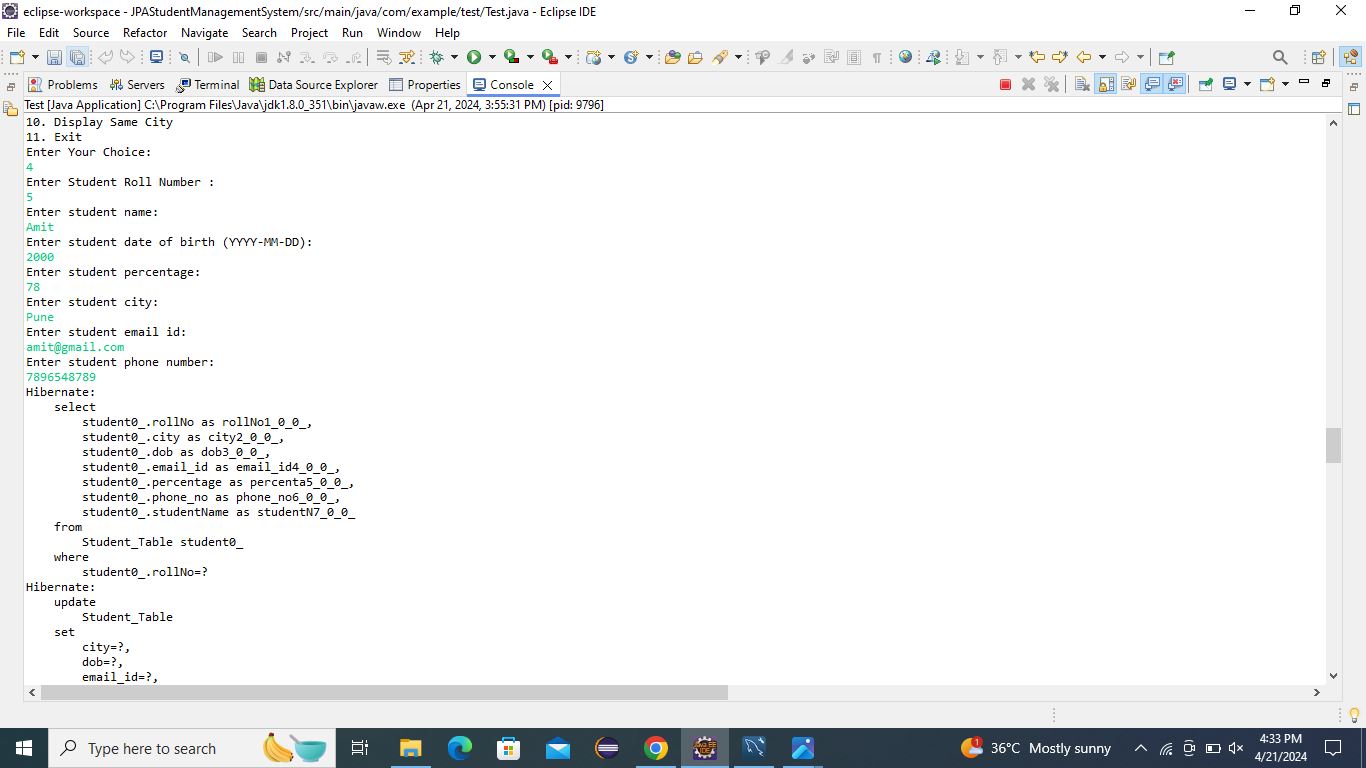 eclipse-workspace - JPAStudentManagementSystem/src/main/java/com/example/test/Test.java - Eclipse IDE
File Edit Source Refactor Navigate Search Project Run Window Help
Problems Servers Terminal Data Source Explorer Properties Console
Test [Java Application] C:\Program Files\Java\jdk1.8.0_351\bin\javaw.exe (Apr 21, 2024, 3:55:31 PM) [pid: 9796]
10. Display Same City
11. Exit
Enter Your Choice:
4
Enter Student Roll Number :
5
Enter student name:
Amit
Enter student date of birth (YYYY-MM-DD):
2000
Enter student percentage:
78
Enter student city:
Pune
Enter student email id:
amit@gmail.com
Enter student phone number:
7896548789
Hibernate:
    select
        student0_.rollNo as rollNo1_0_0_,
        student0_.city as city2_0_0_,
        student0_.dob as dob3_0_0_,
        student0_.email_id as email_id4_0_0_,
        student0_.percentage as percenta5_0_0_,
        student0_.phone_no as phone_no6_0_0_,
        student0_.studentName as studentN7_0_0_
    from
        Student_Table student0_
    where
        student0_.rollNo=?
Hibernate:
    update
        Student_Table
    set
        city=?,
        dob=?,
        email_id=?,
Type here to search
Java EE
IDE
1
36°C Mostly sunny
4:33 PM
4/21/2024